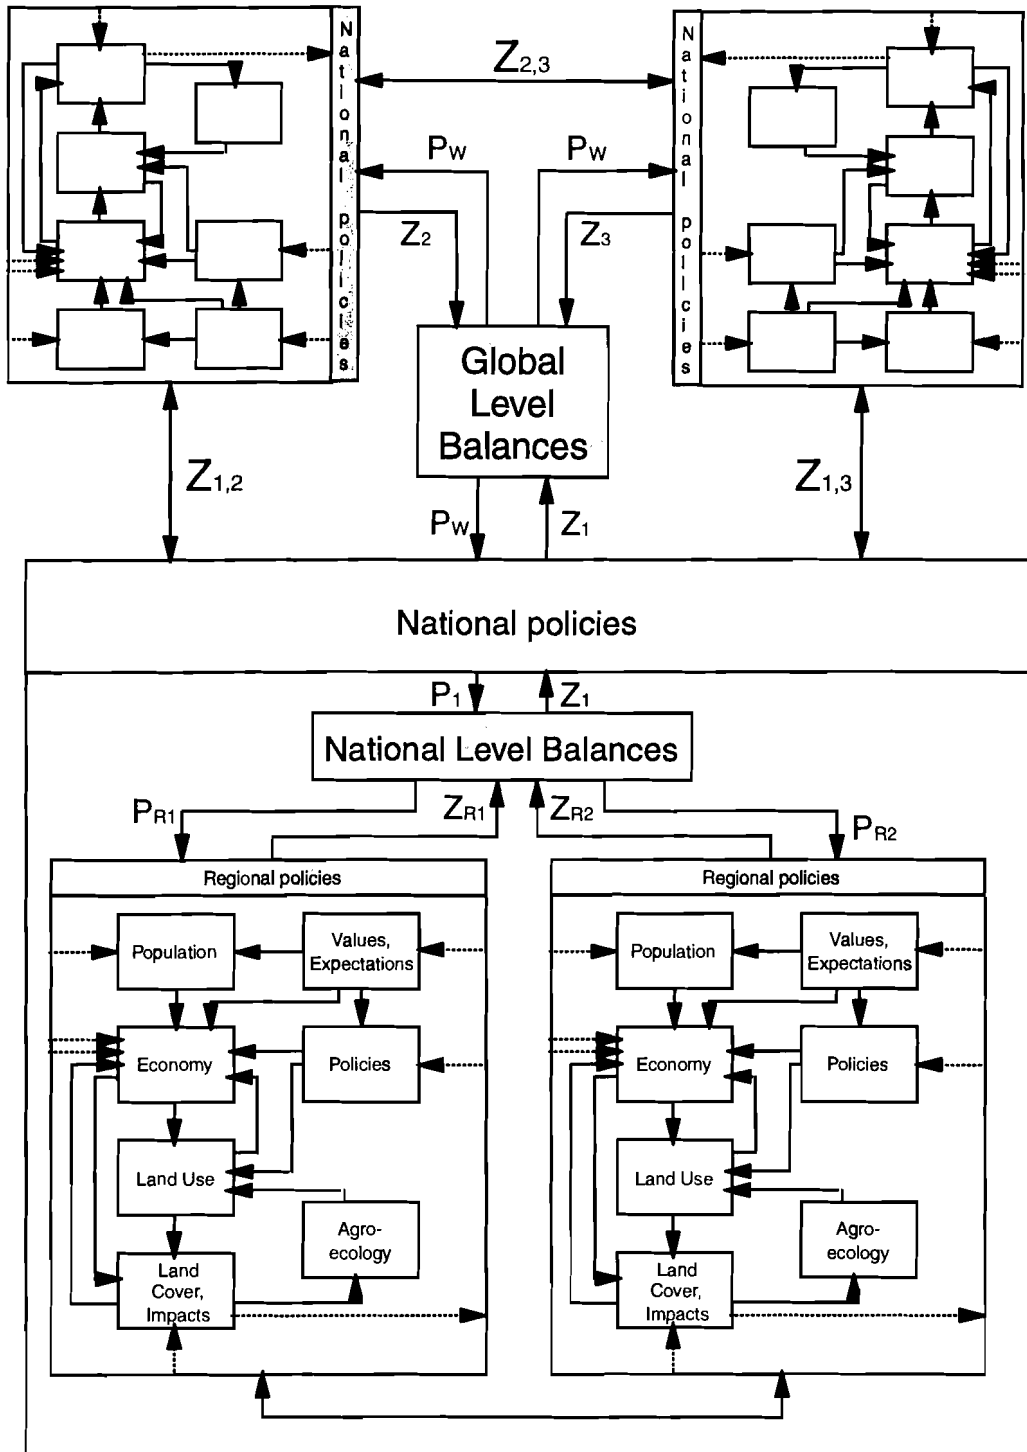 National policies
Z2,3
National policies
PW
PW
Z2
Z3
Global
Level
Balances
Z1,2
Z1,3
PW
Z1
National policies
P1
Z1
National Level Balances
PR1
ZR1
ZR2
PR2
Regional policies
Regional policies
Population
Values,
Expectations
Population
Values,
Expectations
Economy
Policies
Economy
Policies
Land Use
Land Use
Agro-
ecology
Agro-
ecology
Land
Cover,
Impacts
Land
Cover,
Impacts